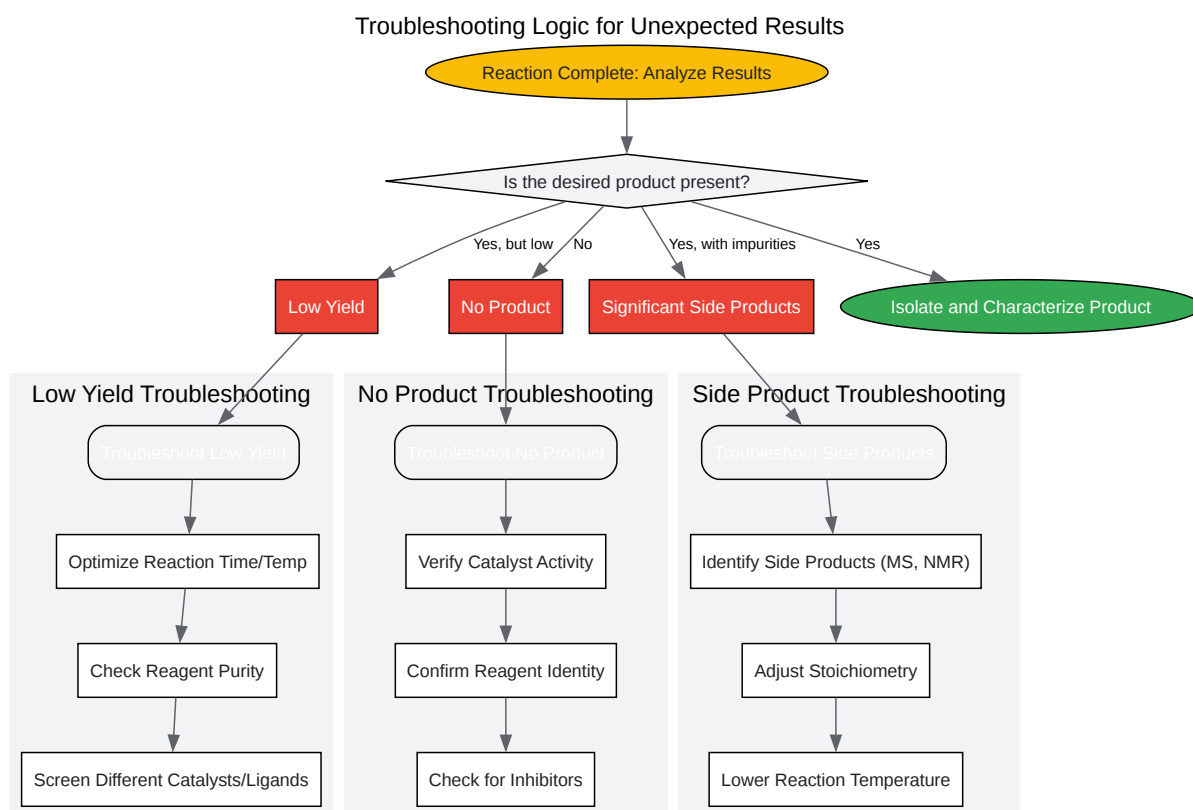 Troubleshooting Logic for Unexpected Results
Reaction Complete: Analyze Results
Is the desired product present?
Yes, but low
No
Yes, with impurities
Yes
Low Yield
No Product
Significant Side Products
Isolate and Characterize Product
Low Yield Troubleshooting
No Product Troubleshooting
Side Product Troubleshooting
Troubleshoot Low Yield
Troubleshoot No Product
Troubleshoot Side Products
Optimize Reaction Time/Temp
Verify Catalyst Activity
Identify Side Products (MS, NMR)
Check Reagent Purity
Confirm Reagent Identity
Adjust Stoichiometry
Screen Different Catalysts/Ligands
Check for Inhibitors
Lower Reaction Temperature